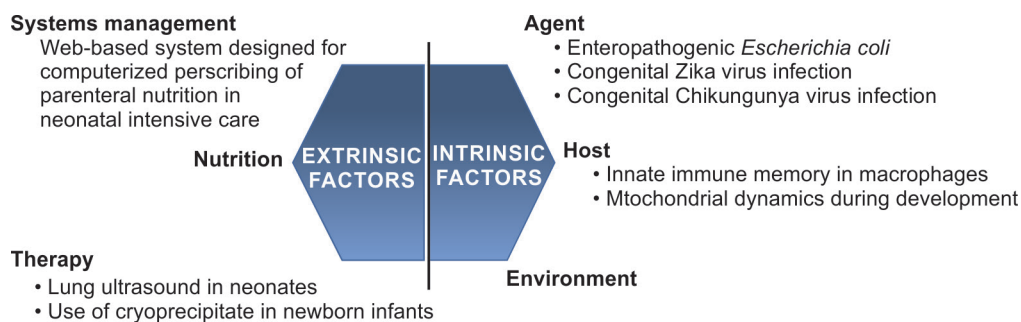 Systems management
Web-based system designed for
computerized perscribing of
parenteral nutrition in
neonatal intensive care
Nutrition
Therapy
• Lung ultrasound in neonates
• Use of cryoprecipitate in newborn infants
EXTRINSIC
FACTORS
INTRINSIC
FACTORS
Agent
• Enteropathogenic Escherichia coli
• Congenital Zika virus infection
• Congenital Chikungunya virus infection
Host
• Innate immune memory in macrophages
• Mtochondrial dynamics during development
Environment